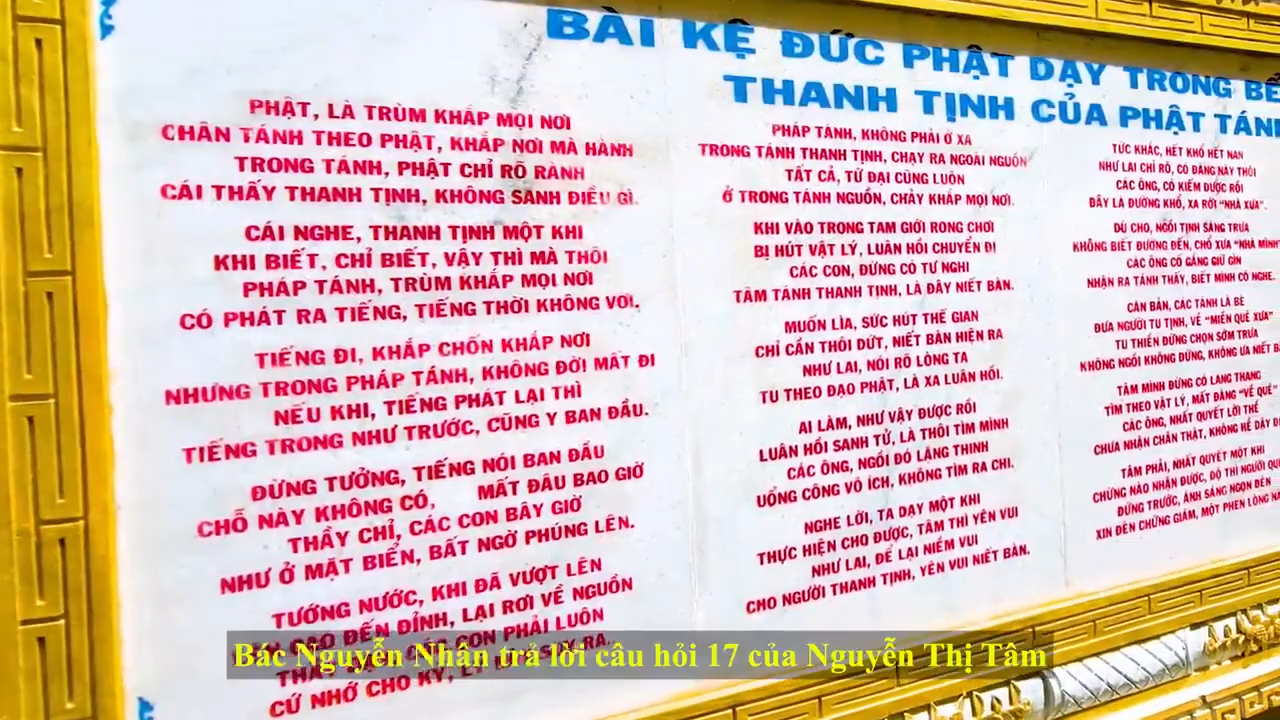 BÀI KỆ ĐỨC PHẬT DẠY TRONG BỂ
THANH TỊNH CỦA PHẬT TÁNH
PHẬT, LÀ TRÙM KHẮP MỌI NƠI
CHÂN TÁNH THEO PHẬT, KHẮP NƠI MÀ HÀNH
TRONG TÁNH, PHẬT CHỈ RÕ RÀNH
CÁI THẤY THANH TỊNH, KHÔNG SANH ĐIỀU GÌ.
CÁI NGHE, THANH TỊNH MỘT KHI
KHI BIẾT, CHỈ BIẾT, VẬY THÌ MÀ THÔI
PHÁP TÁNH, TRÙM KHẮP MỌI NƠI
CÓ PHÁT RA TIẾNG, TIẾNG THỜI KHÔNG VƠI.
TIẾNG ĐI, KHẮP CHỐN KHẮP NƠI
NHƯNG TRONG PHÁP TÁNH, KHÔNG ĐỜI MẤT ĐI
NẾU KHI, TIẾNG PHÁT LẠI THÌ
TIẾNG TRONG NHƯ TRƯỚC, CŨNG Y BAN ĐẦU.
ĐỪNG TƯỞNG, TIẾNG NÓI BAN ĐẦU
CHỖ NÀY KHÔNG CÓ, MẤT ĐÂU BAO GIỜ
THẦY CHỈ, CÁC CON BÂY GIỜ
NHƯ Ở MẶT BIỂN, BẤT NGỜ PHÚNG LÊN.
TƯỚNG NƯỚC, KHI ĐÃ VƯỢT LÊN
CAO ĐẾN ĐỈNH, LẠI RƠI VỀ NGUỒN
CON PHẢI LUÔN
CỨ NHỚ CHO KỸ,
PHÁP TÁNH, KHÔNG PHẢI Ở XA
TRONG TÁNH THANH TỊNH, CHẠY RA NGOÀI NGUỒN
TẤT CẢ, TỨ ĐẠI CŨNG LUÔN
Ở TRONG TÁNH NGUỒN, CHẢY KHẮP MỌI NƠI.
KHI VÀO TRONG TAM GIỚI RONG CHƠI
BỊ HÚT VẬT LÝ, LUÂN HỒI CHUYỂN ĐI
CÁC CON, ĐỪNG CÓ TƯ NGHI
TÂM TÁNH THANH TỊNH, LÀ ĐÂY NIẾT BÀN.
MUỐN LÌA, SỨC HÚT THẾ GIAN
CHỈ CẦN THÔI DỨT, NIẾT BÀN HIỆN RA
NHƯ LAI, NÓI RÕ LÒNG TA
TU THEO ĐẠO PHẬT, LÀ XA LUÂN HỒI.
AI LÀM, NHƯ VẬY ĐƯỢC RỒI
LUÂN HỒI SANH TỬ, LÀ THÔI TÌM MÌNH
CÁC ÔNG, NGỒI ĐÓ LẶNG THINH
UỔNG CÔNG VÔ ÍCH, KHÔNG TÌM RA CHI.
NGHE LỜI, TA DẠY MỘT KHI
THỰC HIỆN CHO ĐƯỢC, TÂM THÌ YÊN VUI
NHƯ LAI, ĐỂ LẠI NIỀM VUI
CHO NGƯỜI THANH TỊNH, YÊN VUI NIẾT BÀN.
TỨC KHẮC, HẾT KHỔ HẾT NAN
NHƯ LAI CHỈ RÕ, CÓ ĐÀNG NÀY THÔI
CÁC ÔNG, CÓ KIẾM ĐƯỢC RỒI
ĐÂY LÀ ĐƯỜNG KHỔ, XA RỜI "NHÀ XƯA".
DÙ CHO, NGỒI TỊNH SÁNG TRƯA
KHÔNG BIẾT ĐƯỜNG ĐẾN, CHỔ XƯA "NHÀ MÌNH"
CÁC ÔNG CỐ GẮNG GIỮ GÌN
NHẬN RA TÁNH THẤY, BIẾT MÌNH CÓ NGHE.
CĂN BẢN, CÁC TÁNH LÀ BÈ
ĐƯA NGƯỜI TU TỊNH, VỀ "MIỀN QUÊ XƯA"
TU THIỀN ĐỪNG CHỌN SỚM TRƯA
KHÔNG NGỒI KHÔNG ĐỨNG, KHÔNG ƯA NIẾT B
TÂM MÌNH ĐỪNG CÓ LANG THANG
TÌM THEO VẬT LÝ, MẤT ĐÀNG "VỀ QUÊ"
CÁC ÔNG, NHẤT QUYẾT LỜI THỀ
CHƯA NHẬN CHÂN THẬT, KHÔNG HỀ DẬY Đ
TÂM PHẢI, NHẤT QUYẾT MỘT KHI
CHỨNG NÀO NHẬN ĐƯỢC, ĐỘ THÌ NGƯỜI QU
ĐỨNG TRƯỚC, ÁNH SÁNG NGỌN ĐÈN
XIN ĐÈN CHỨNG GIÁM, MỘT PHEN LÒNG
Bác Nguyễn Nhân trả lời câu hỏi 17 của Nguyễn Thị Tâm